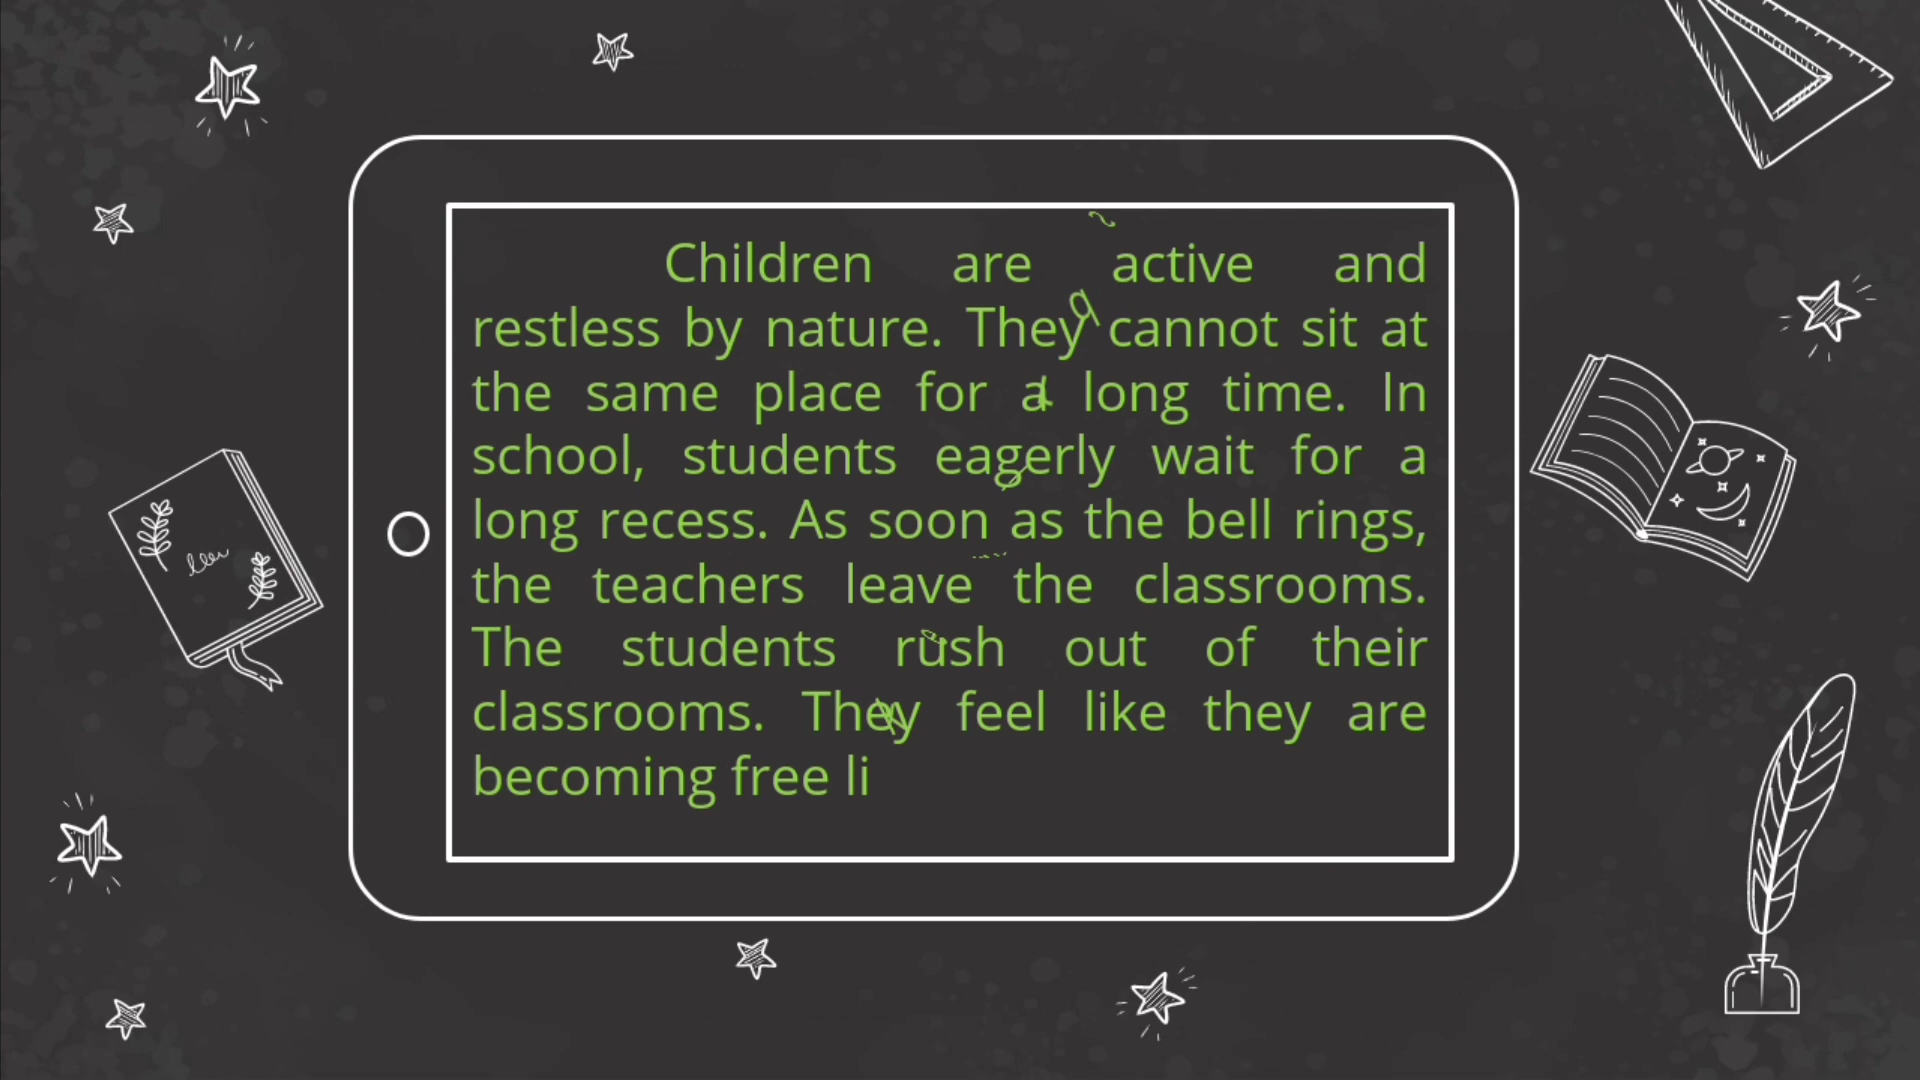 Children are active and
restless by nature. They cannot sit at
the same place for a long time. In
school, students eagerly wait for a
long recess. As soon as the bell rings,
the teachers leave the classrooms.
The students rush out of their
classrooms. They feel like they are
becoming free li